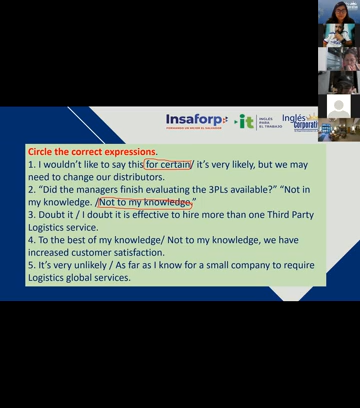 Insaforp
it
INGLÉS
PARA
EL TRABAJO
Inglés
Corporativo
Circle the correct expressions.
1. I wouldn't like to say this for certain/ it's very likely, but we may
need to change our distributors.
2. "Did the managers finish evaluating the 3PLs available?" "Not in
my knowledge. /Not to my knowledge."
3. Doubt it / I doubt it is effective to hire more than one Third Party
Logistics service.
4. To the best of my knowledge/ Not to my knowledge, we have
increased customer satisfaction.
5. It's very unlikely / As far as I know for a small company to require
Logistics global services.